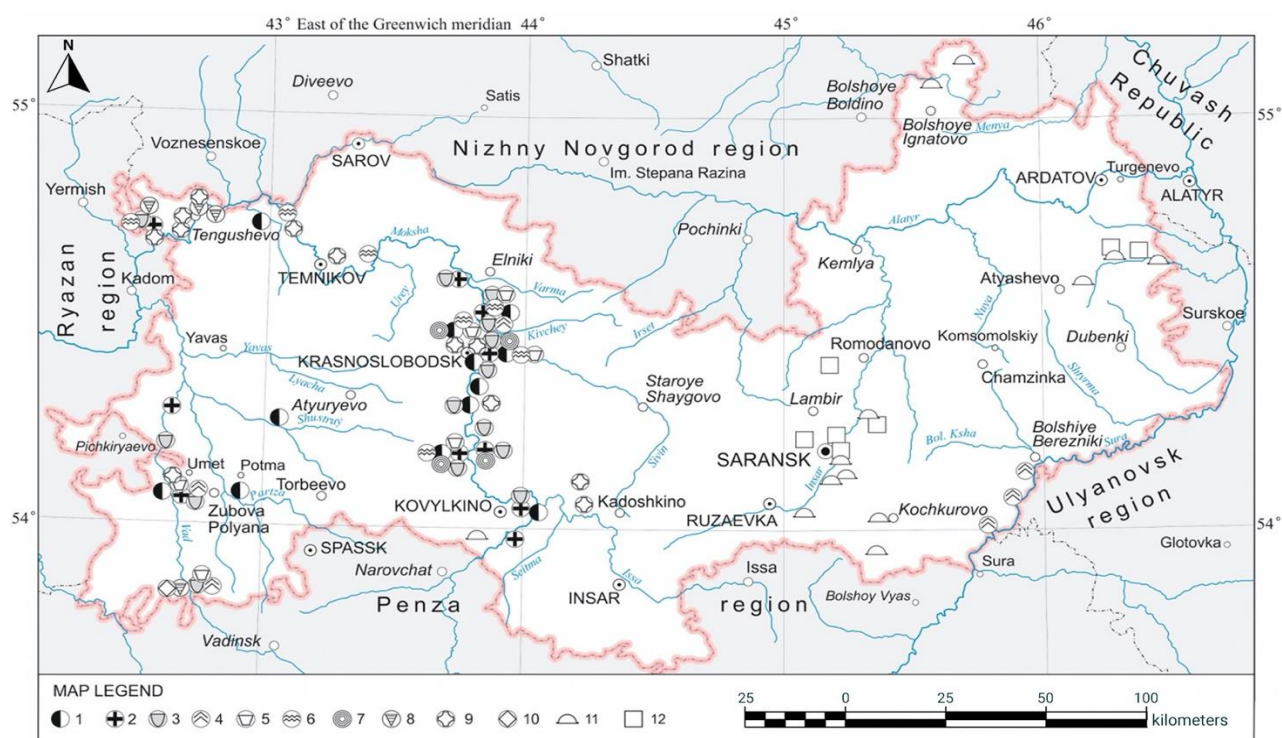 43° East of the Greenwich meridian 44° 45° 46°
N
Shatki
Chuvash
Republic
Diveevo
Satis
Bolshoye
Boldino
55°
55°
Bolshoye
Ignatovo
Menya
Voznesenskoe
SAROV
Nizhny Novgorod region
Im. Stepana Razina
Turgenevo
ARDATOV
ALATYR
Yermish
Tengushevo
Moksha
Alatyr
Pochinki
Kemlya
Ryazan
region
Kadom
TEMNIKOV
Elniki
Urey
Varma
Atyashevo
Nuya
Surskoe
Kivchey
Irset
Romodanovo
Komsomolskiy
Dubenki
Yavas
Yavas
KRASNOSLOBODSK
Chamzinka
Shtyrma
Lyacha
Atyuryevo
Shustruy
Staroye
Shaygovo
Lambir
Pichkiryaevo
Bol. Ksha
Bolshiye
Berezniki
Sura
Umet
Potma
Sivin
SARANSK
Insar
Torbeevo
Partza
Zubova
Polyana
KOVYLKINO
Kadoshkino
RUZAEVKA
Kochkurovo
Ulyanovsk
region
54°
54°
Vad
SPASSK
Seitma
Glotovka
Narovchat
Issa
INSAR
Issa
Sura
Penza region
Bolshoy Vyas
Vadinsk
MAP LEGEND
1 2 3 4 5 6 7 8 9 10 11 12
25 0 25 50 100
kilometers